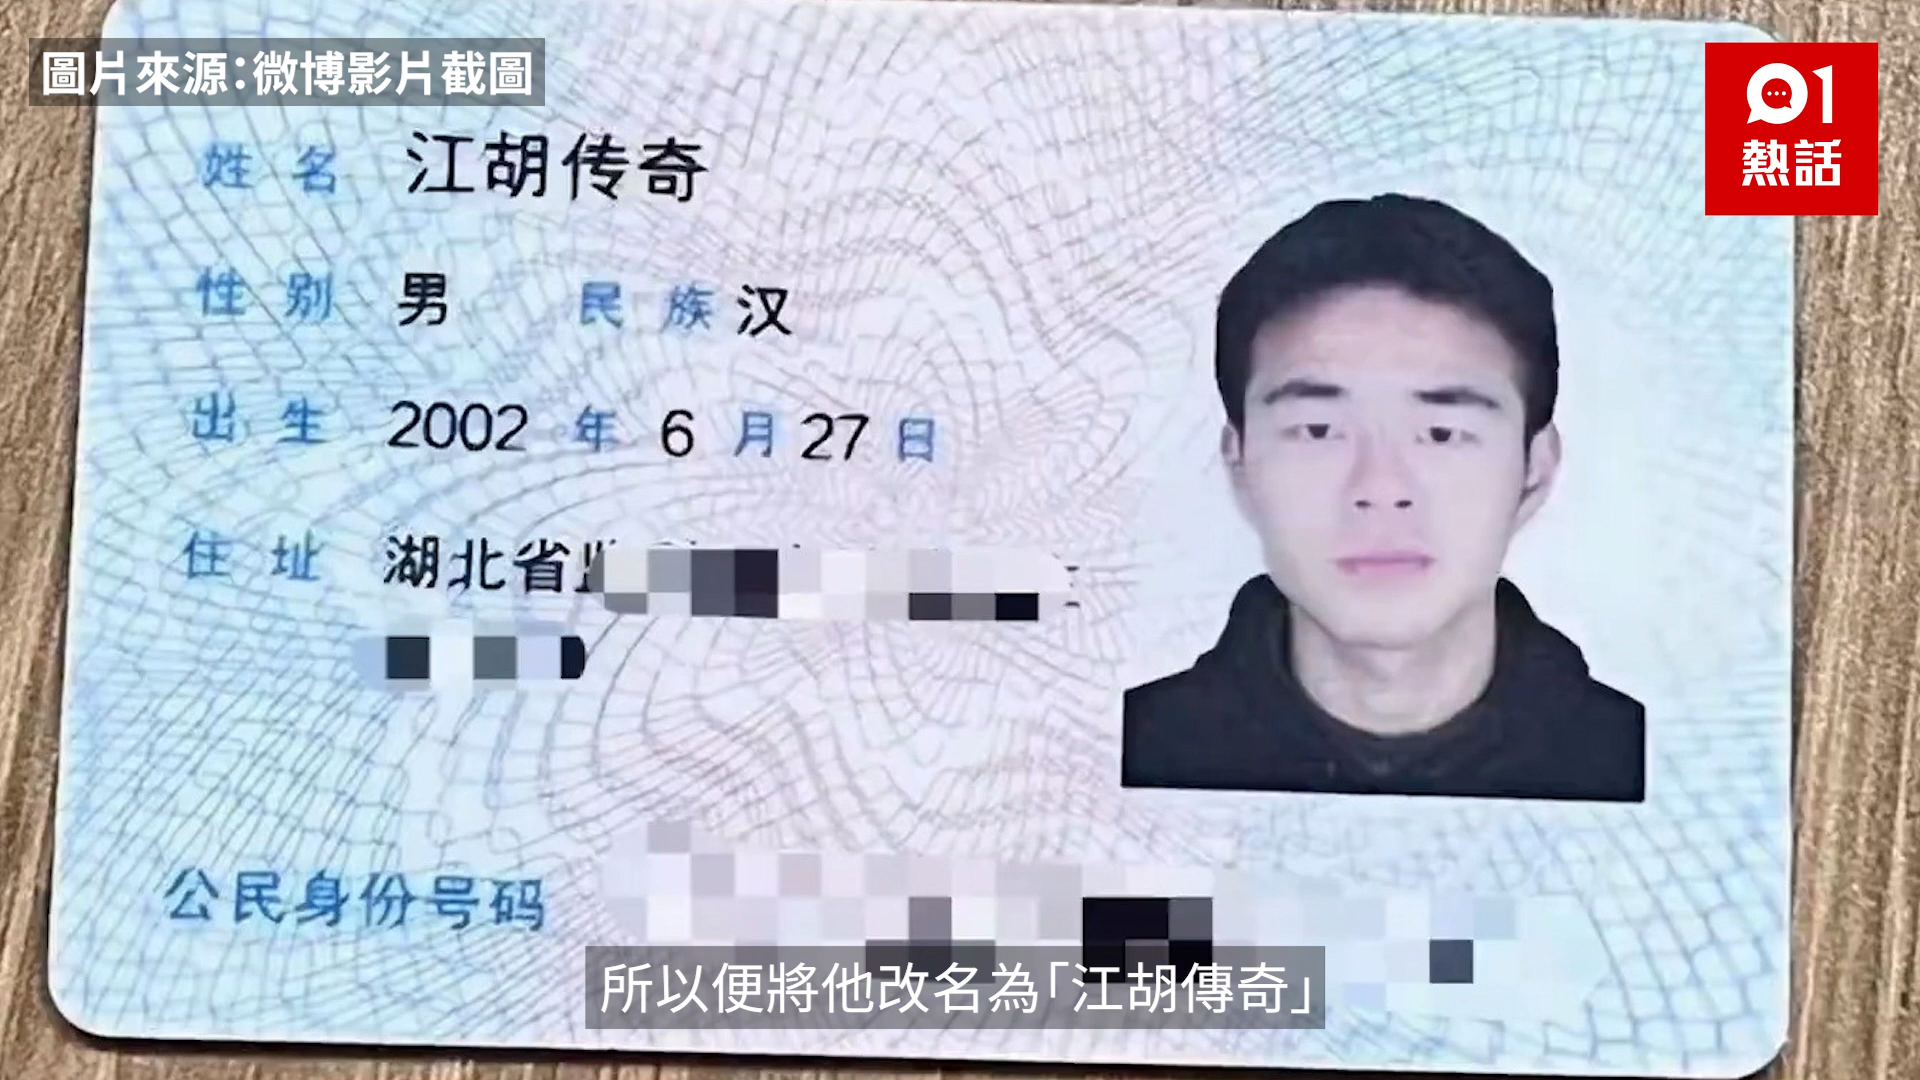 圖片來源：微博影片截圖
01
熱話
姓名 江胡传奇
性别 男 民族 汉
出生 2002 年 6 月 27 日
住址 湖北省
公民身份号码
所以便將他改名為「江胡傳奇」